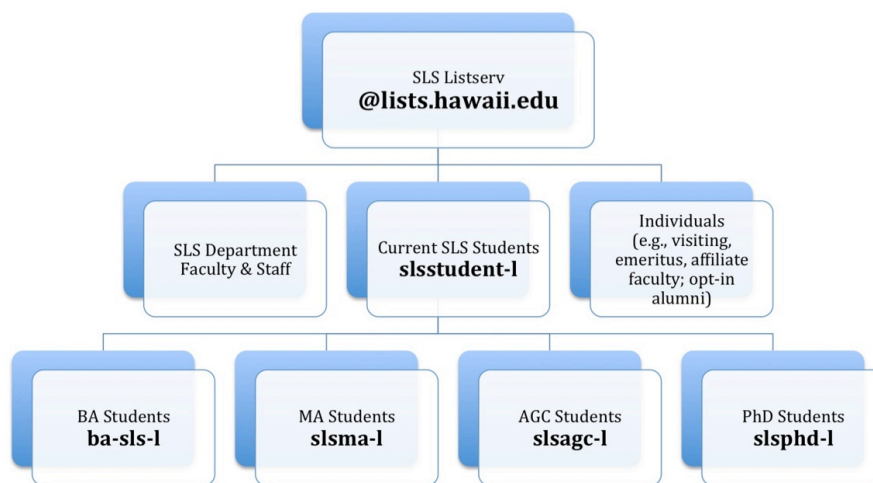 SLS Listserv
@lists.hawaii.edu
SLS Department
Faculty & Staff
Current SLS Students
slsstudent-l
Individuals
(e.g., visiting,
emeritus, affiliate
faculty; opt-in
alumni)
BA Students
ba-sls-l
MA Students
slsma-l
AGC Students
slsagc-l
PhD Students
slsphd-l